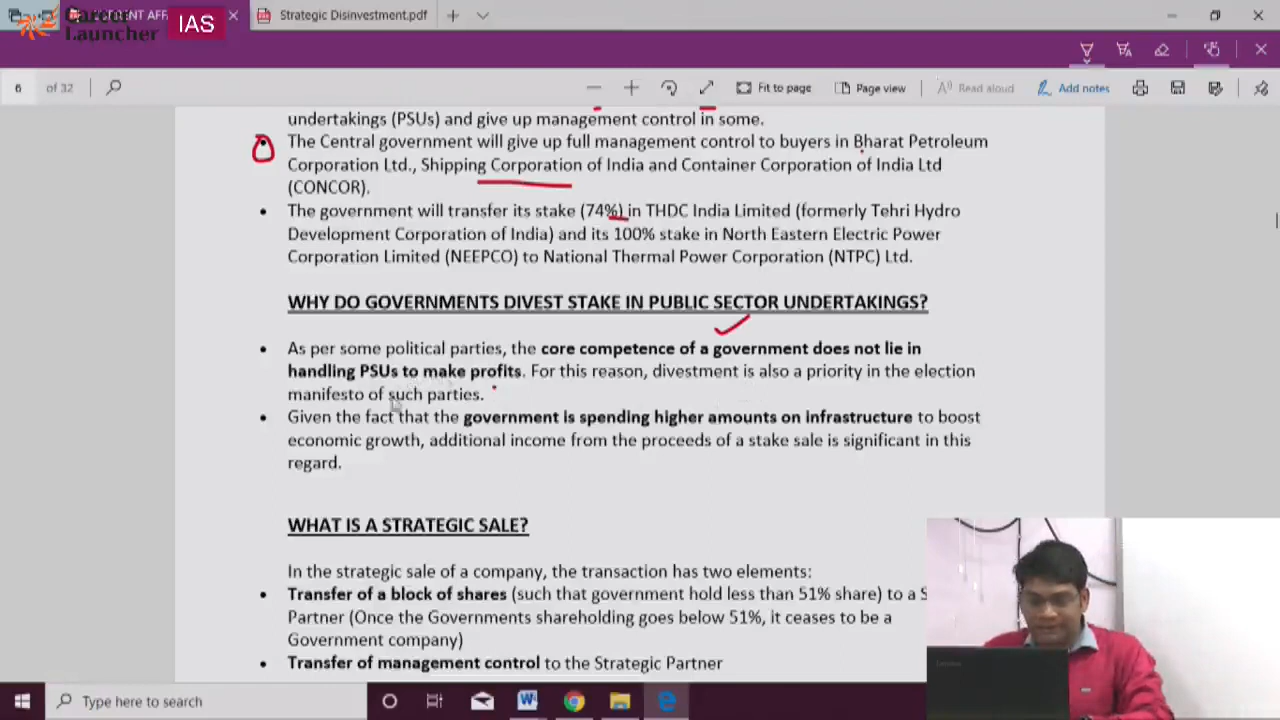 Career
Launcher
IAS
CURRENT AFF
Strategic Disinvestment.pdf
6 of 32
Fit to page
Page view
Read aloud
Add notes
undertakings (PSUs) and give up management control in some.
The Central government will give up full management control to buyers in Bharat Petroleum
Corporation Ltd., Shipping Corporation of India and Container Corporation of India Ltd
(CONCOR).
The government will transfer its stake (74%) in THDC India Limited (formerly Tehri Hydro
Development Corporation of India) and its 100% stake in North Eastern Electric Power
Corporation Limited (NEEPCO) to National Thermal Power Corporation (NTPC) Ltd.
WHY DO GOVERNMENTS DIVEST STAKE IN PUBLIC SECTOR UNDERTAKINGS?
As per some political parties, the core competence of a government does not lie in
handling PSUs to make profits. For this reason, divestment is also a priority in the election
manifesto of such parties.
Given the fact that the government is spending higher amounts on infrastructure to boost
economic growth, additional income from the proceeds of a stake sale is significant in this
regard.
WHAT IS A STRATEGIC SALE?
In the strategic sale of a company, the transaction has two elements:
Transfer of a block of shares (such that government hold less than 51% share) to a S
Partner (Once the Governments shareholding goes below 51%, it ceases to be a
Government company)
Transfer of management control to the Strategic Partner
Type here to search